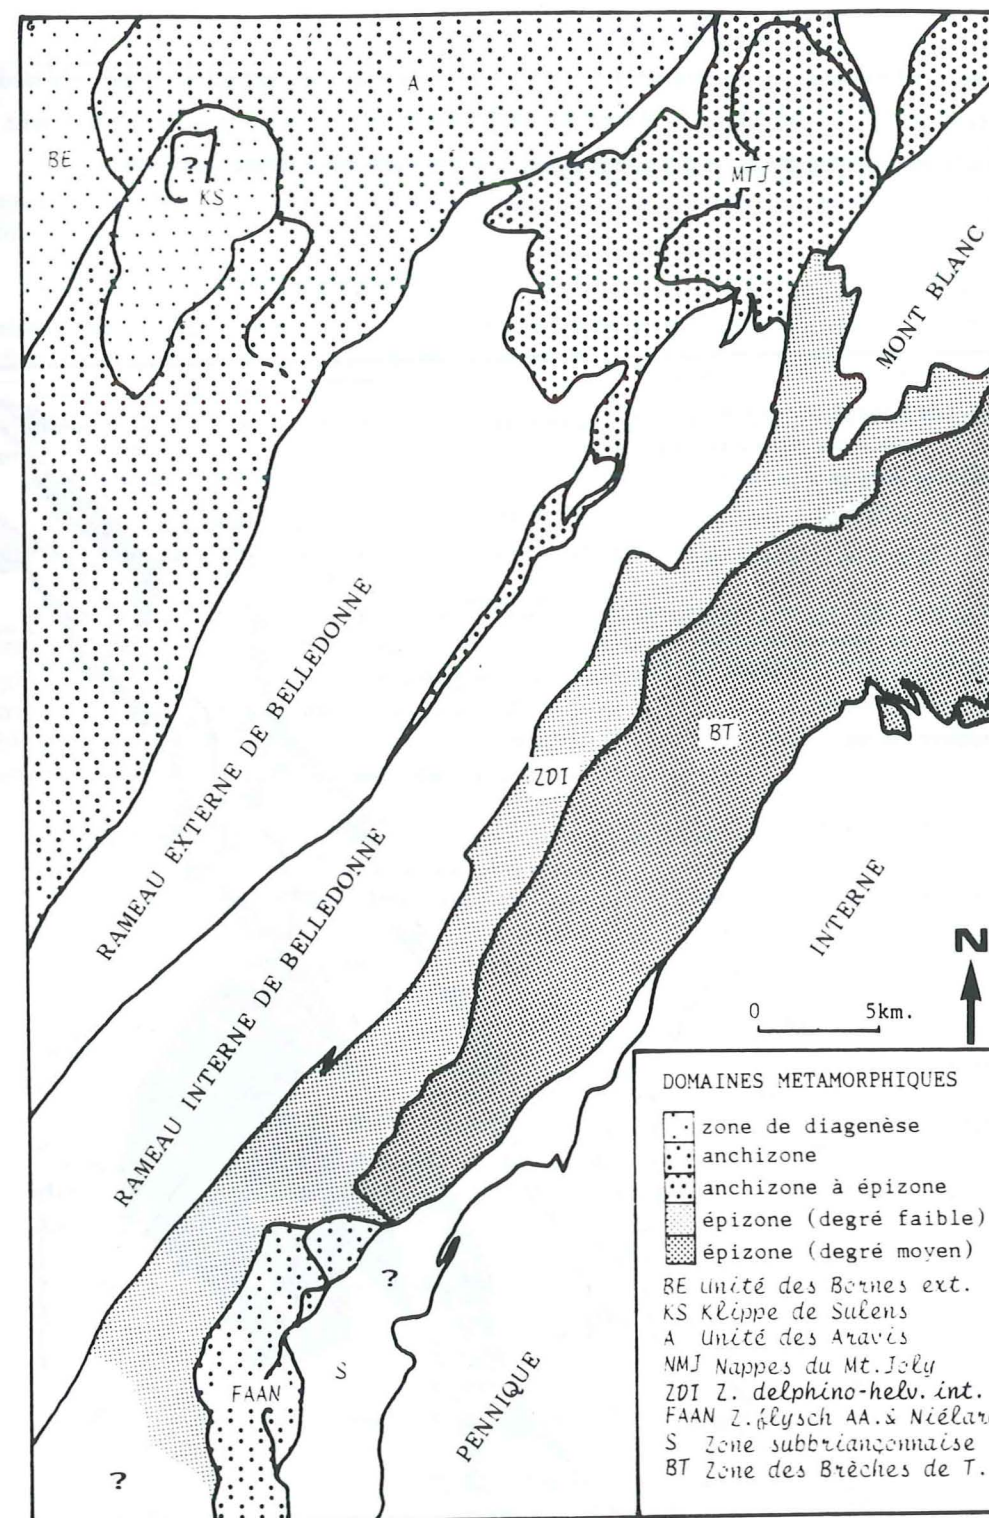 A
BE
?
KS
MTJ
MONT BLANC
RAMEAU EXTERNE DE BELLEDONNE
BT
ZDI
RAMEAU INTERNE DE BELLEDONNE
INTERNE
N
0 5km.
?
S
FAAN
PENNIQUE
?
DOMAINES METAMORPHIQUES
zone de diagenèse
anchizone
anchizone à épizone
épizone (degré faible)
épizone (degré moyen)
BE Unité des Bornes ext.
KS Klippe de Sulens
A Unité des Aravis
NMJ Nappes du Mt.Joly
ZDI Z. delphino-helv. int.
FAAN Z.flysch AA.&
S Zone subbriançonnaise
BT Zone des Brèches de T.